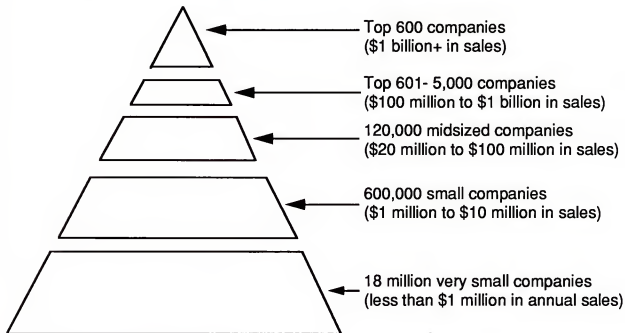 Top 600 companies
($1 billion+ in sales)
Top 601- 5,000 companies
($100 million to $1 billion in sales)
120,000 midsized companies
($20 million to $100 million in sales)
600,000 small companies
($1 million to $10 million in sales)
18 million very small companies
(less than $1 million in annual sales)